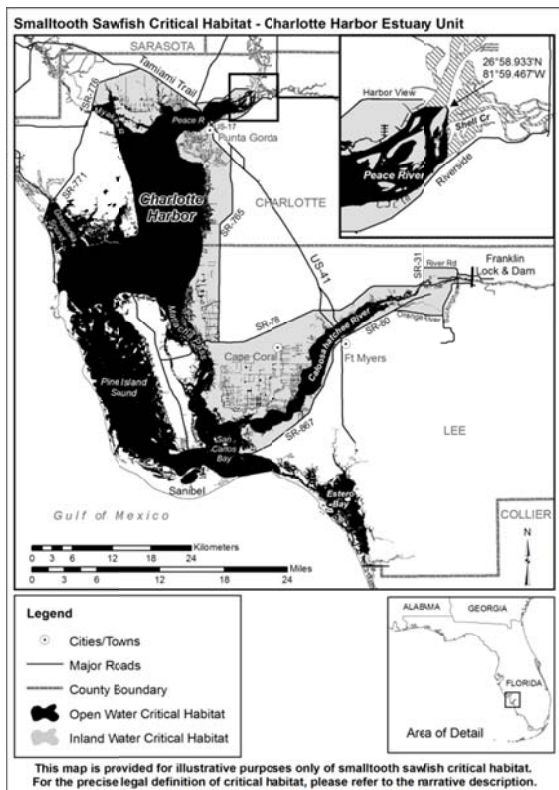 Smalltooth Sawfish Critical Habitat - Charlotte Harbor Estuary Unit
SARASOTA
Tamiami Trail
SR-776
Peace R
US-17
Punta Gorda
SR-771
Charlotte
Harbor
CHARLOTTE
SR-765
US-41
26°58.933'N
81°59.467'W
Harbor View
Shell Cr
Peace River
Riverside
SR-31
Franklin
Lock & Dam
River Rd
SR-78
SR-80
Caloosahatchee River
Cape Coral
Ft Myers
Pine Island
Sound
SR-867
LEE
San
Carlos
Bay
Sanibel
Estero
Bay
COLLIER
Gulf of Mexico
N
Kilometers
0 3 6 12 18 24
Miles
0 3 6 12 18 24
Legend
Cities/Towns
Major Roads
County Boundary
Open Water Critical Habitat
Inland Water Critical Habitat
ALABAMA
GEORGIA
FLORIDA
Area of Detail
This map is provided for illustrative purposes only of smalltooth sawfish critical habitat.
For the precise legal definition of critical habitat, please refer to the narrative description.